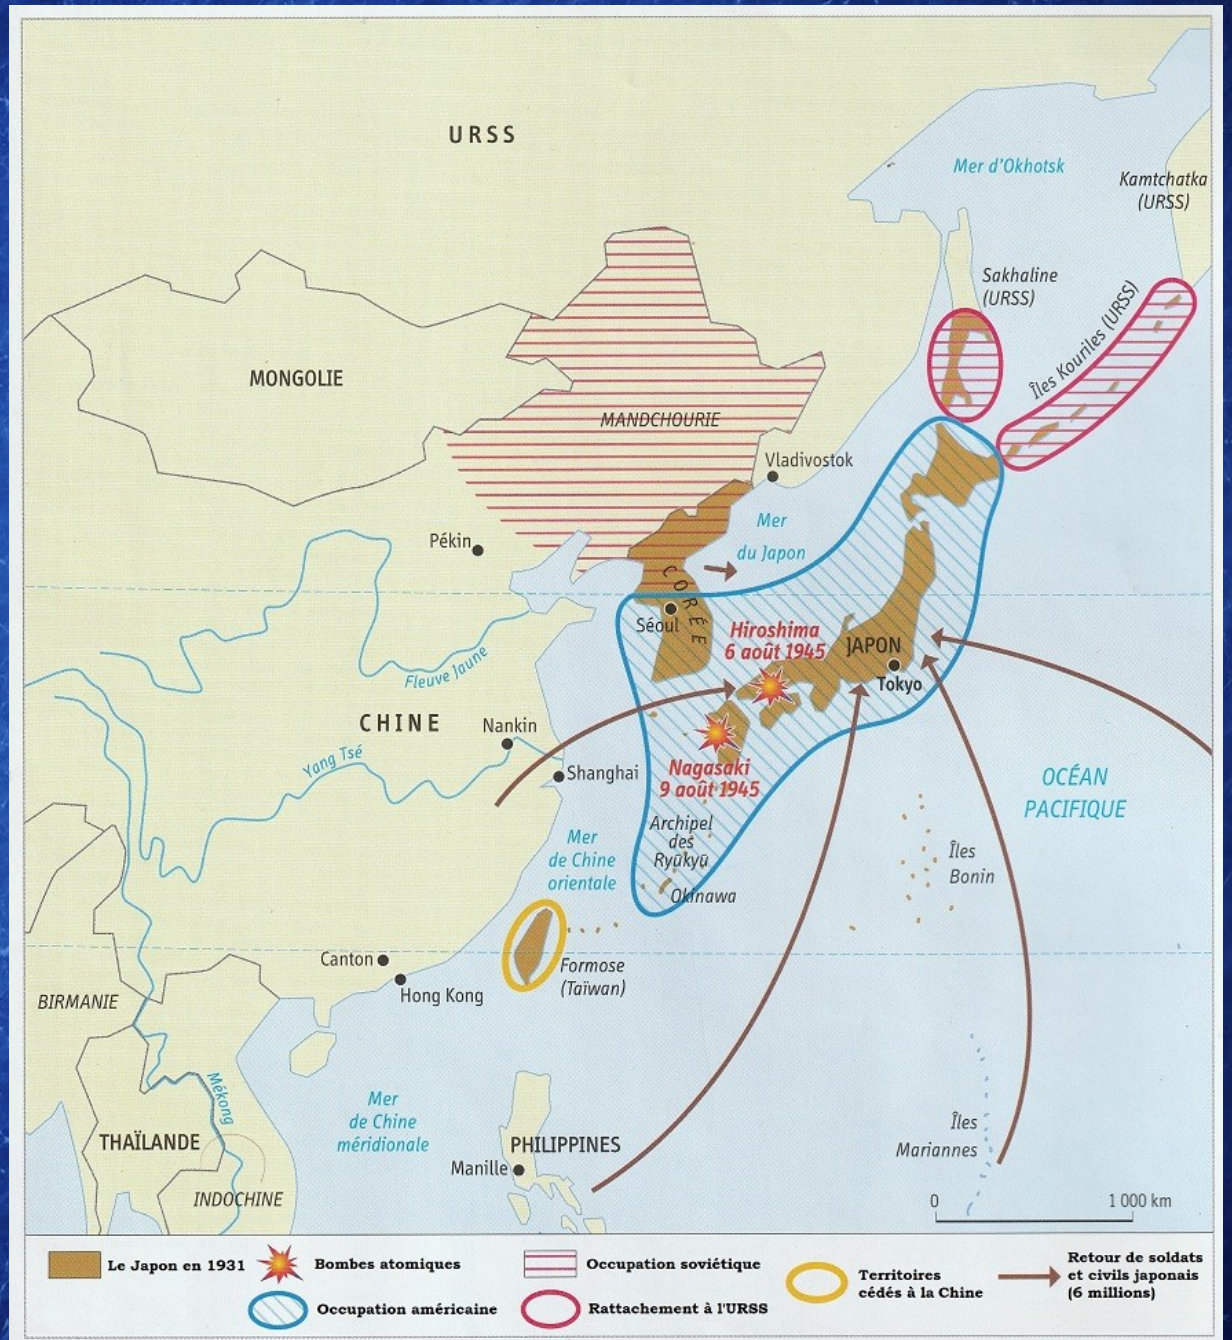 URSS
Mer d'Okhotsk
Kamtchatka
(URSS)
Sakhaline
(URSS)
Îles Kouriles (URSS)
MONGOLIE
MANDCHOURIE
Vladivostok
Pékin
Mer
du Japon
CORÉE
Séoul
Hiroshima
6 août 1945
JAPON
Tokyo
Fleuve Jaune
CHINE
Nankin
Yang Tsé
Shanghai
Nagasaki
9 août 1945
OCÉAN
PACIFIQUE
Mer
de Chine
orientale
Archipel
des
Ryükyü
Okinawa
Îles
Bonin
Canton
Hong Kong
Formose
(Taïwan)
BIRMANIE
Mékong
Mer
de Chine
méridionale
THAÏLANDE
INDOCHINE
PHILIPPINES
Manille
Îles
Mariannes
0 1 000 km
Le Japon en 1931
Bombes atomiques
Occupation américaine
Occupation soviétique
Rattachement à l'URSS
Territoires
cédés à la Chine
Retour de soldats
et civils japonais
(6 millions)